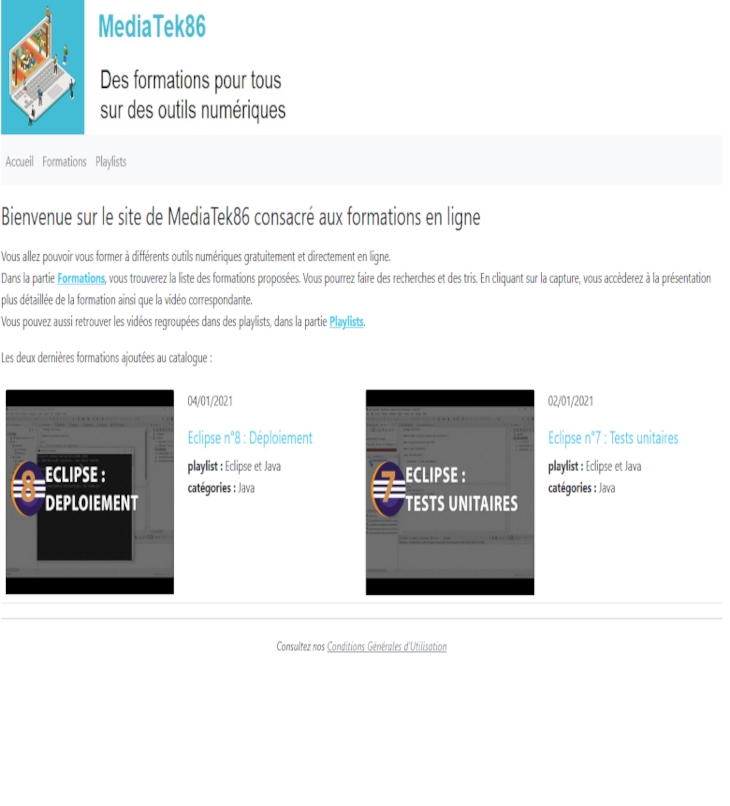 MediaTek86
Des formations pour tous
sur des outils numériques
Accueil Formations Playlists
Bienvenue sur le site de MediaTek86 consacré aux formations en ligne
Vous allez pouvoir vous former à différents outils numériques gratuitement et directement en ligne.
Dans la partie Formations, vous trouverez la liste des formations proposées. Vous pourrez faire des recherches et des tris. En cliquant sur la capture, vous accèderez à la présentation
plus détaillée de la formation ainsi que la vidéo correspondante.
Vous pouvez aussi retrouver les vidéos regroupées dans des playlists, dans la partie Playlists.
Les deux dernières formations ajoutées au catalogue :
8 ECLIPSE :
DEPLOIEMENT
04/01/2021
Eclipse n°8 : Déploiement
playlist : Eclipse et Java
catégories : Java
7 ECLIPSE :
TESTS UNITAIRES
02/01/2021
Eclipse n°7 : Tests unitaires
playlist : Eclipse et Java
catégories : Java
Consultez nos Conditions Générales d'Utilisation